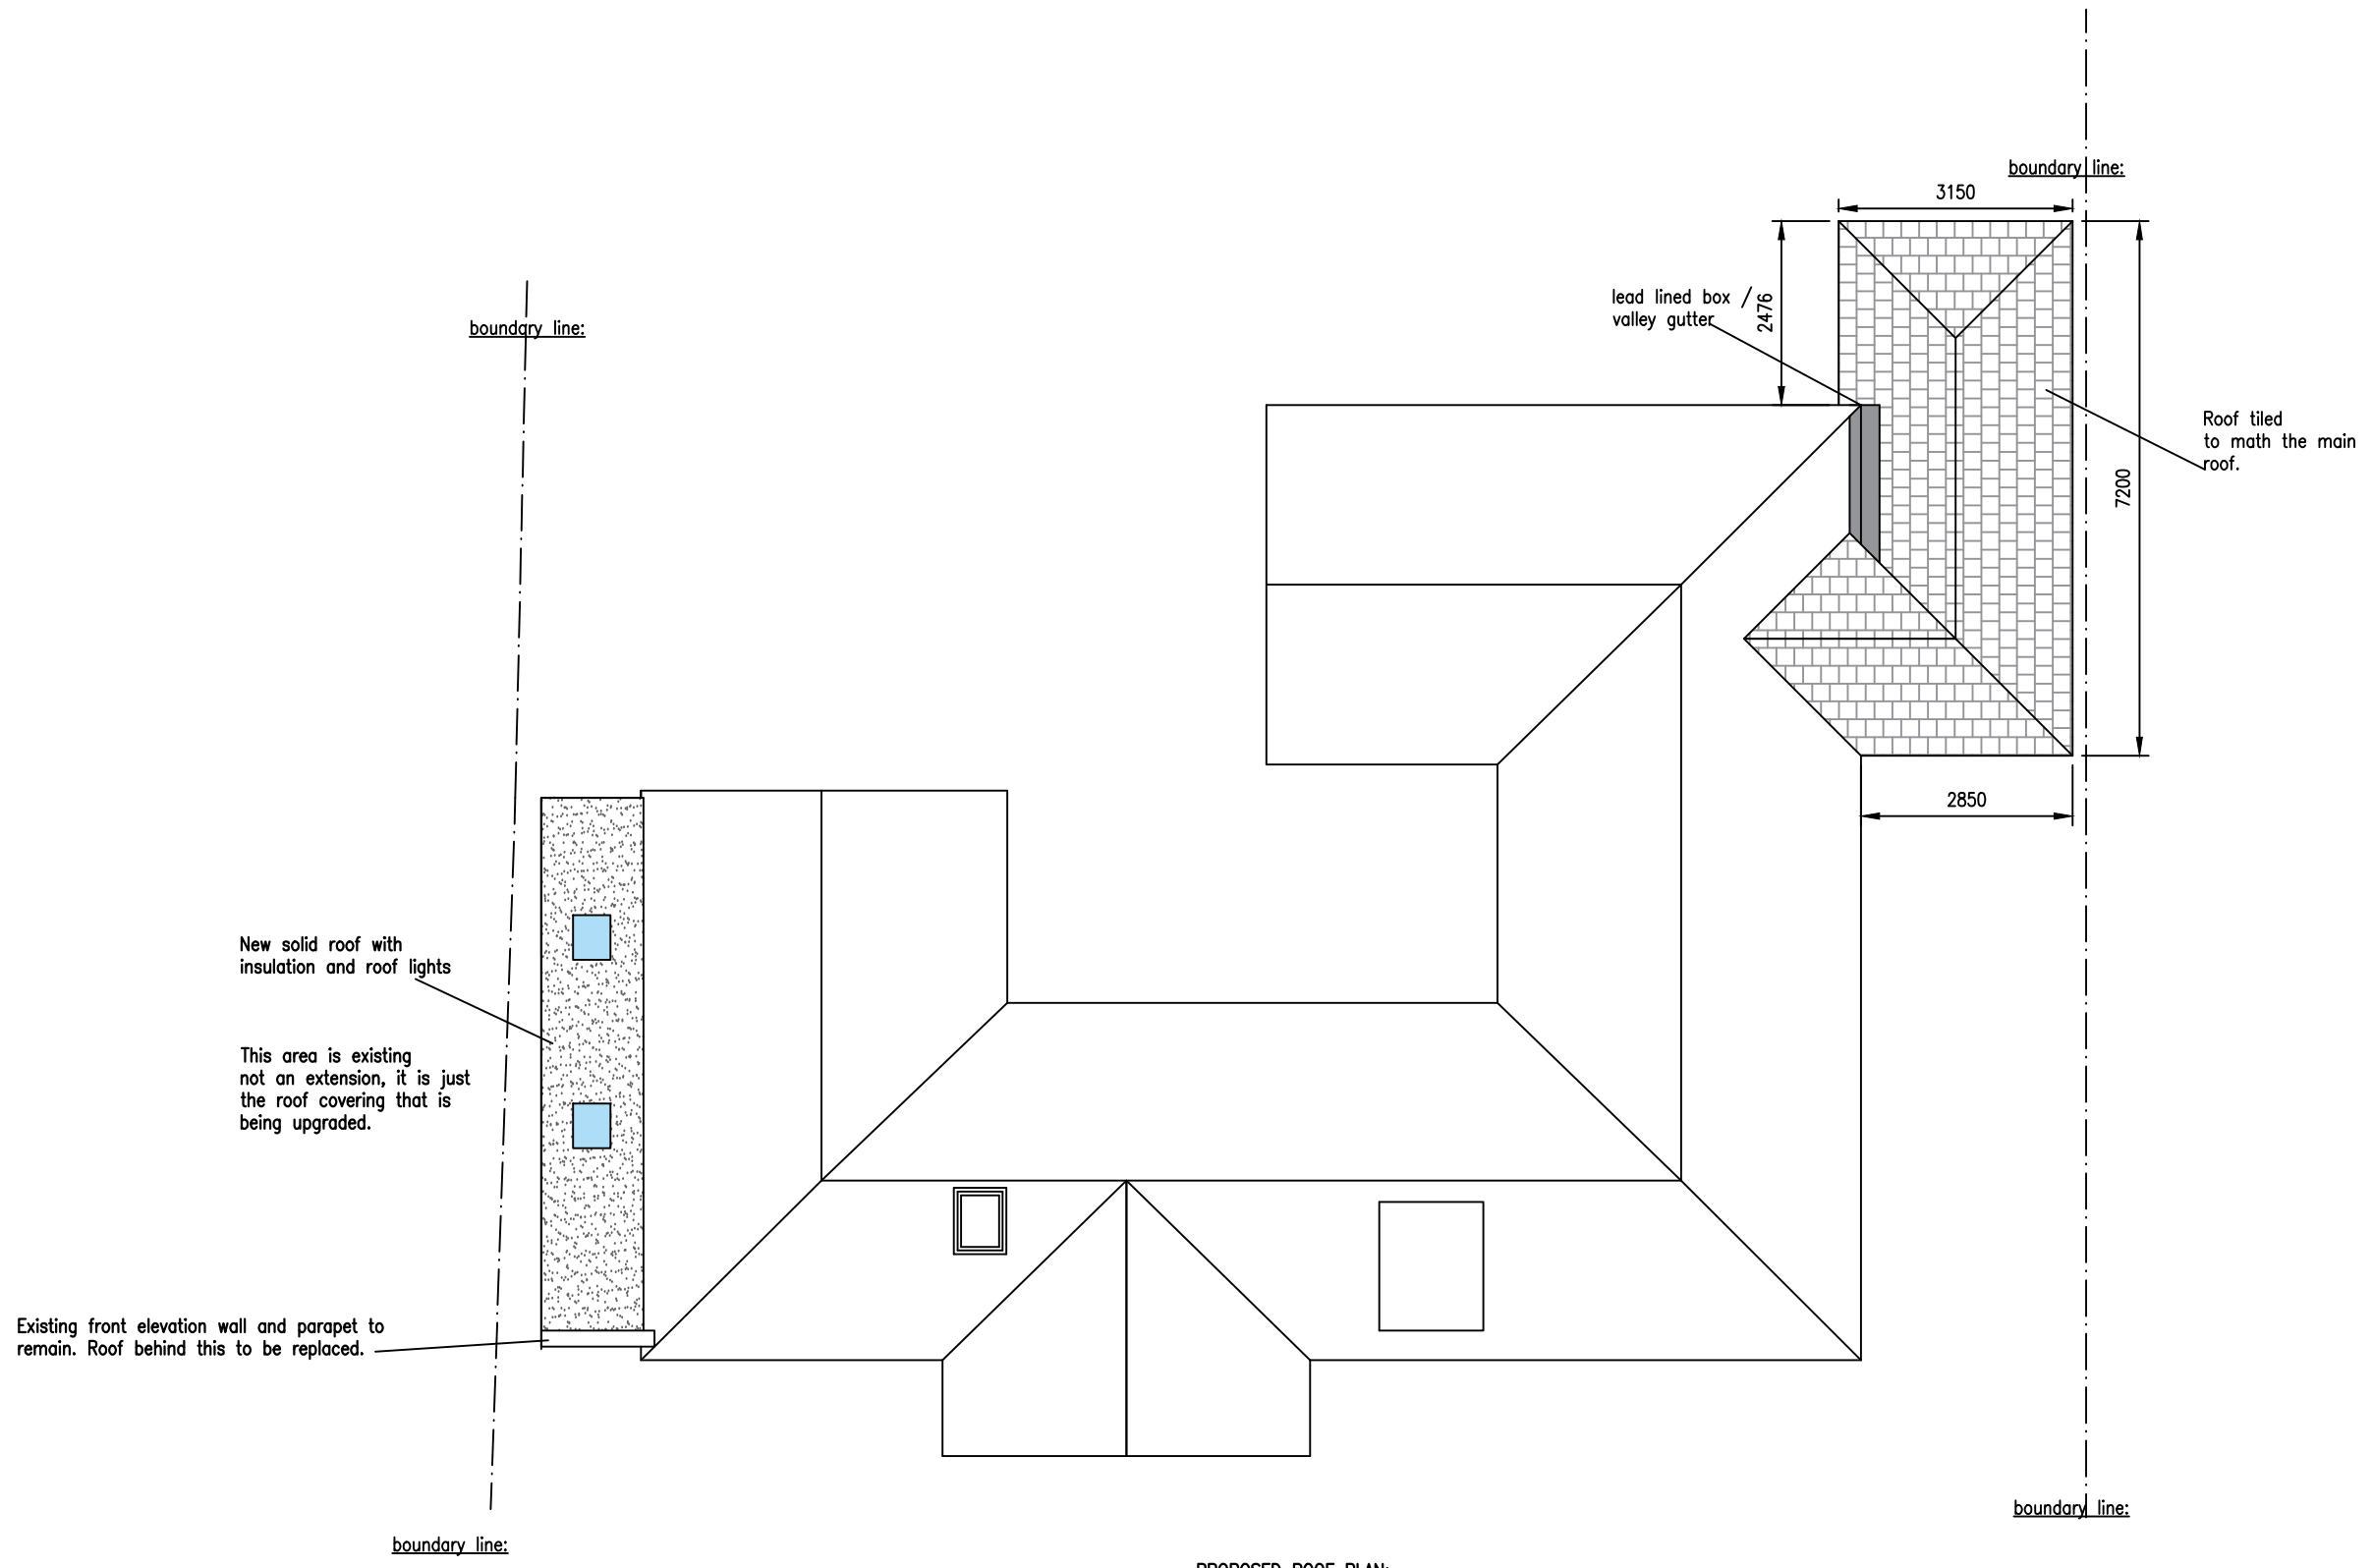 boundary line:
3150
lead lined box /
valley gutter
2476
boundary line:
Roof tiled
to math the main
roof.
7200
2850
New solid roof with
insulation and roof lights
This area is existing
not an extension, it is just
the roof covering that is
being upgraded.
Existing front elevation wall and parapet to
remain. Roof behind this to be replaced.
boundary line:
boundary line:
PROPOSED ROOF PLAN: